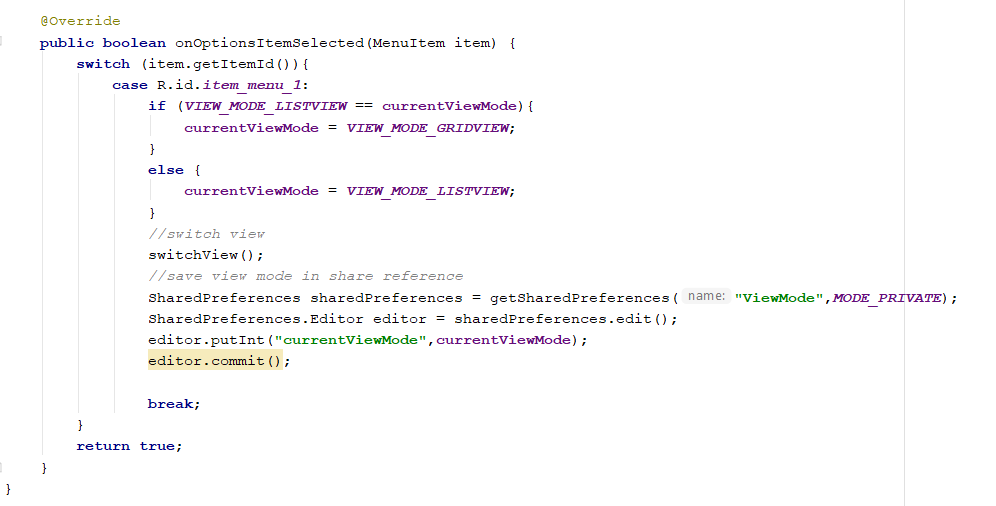 @Override
public boolean onOptionsItemSelected(MenuItem item) {
switch (item.getItemId()){
case R.id.item_menu_1:
if (VIEW_MODE_LISTVIEW == currentViewMode){
currentViewMode = VIEW_MODE_GRIDVIEW;
}
else {
currentViewMode = VIEW_MODE_LISTVIEW;
}
//switch view
switchView();
//save view mode in share reference
SharedPreferences sharedPreferences = getSharedPreferences( name: "ViewMode",MODE_PRIVATE);
SharedPreferences.Editor editor = sharedPreferences.edit();
editor.putInt("currentViewMode",currentViewMode);
editor.commit();
break;
}
return true;
}
}